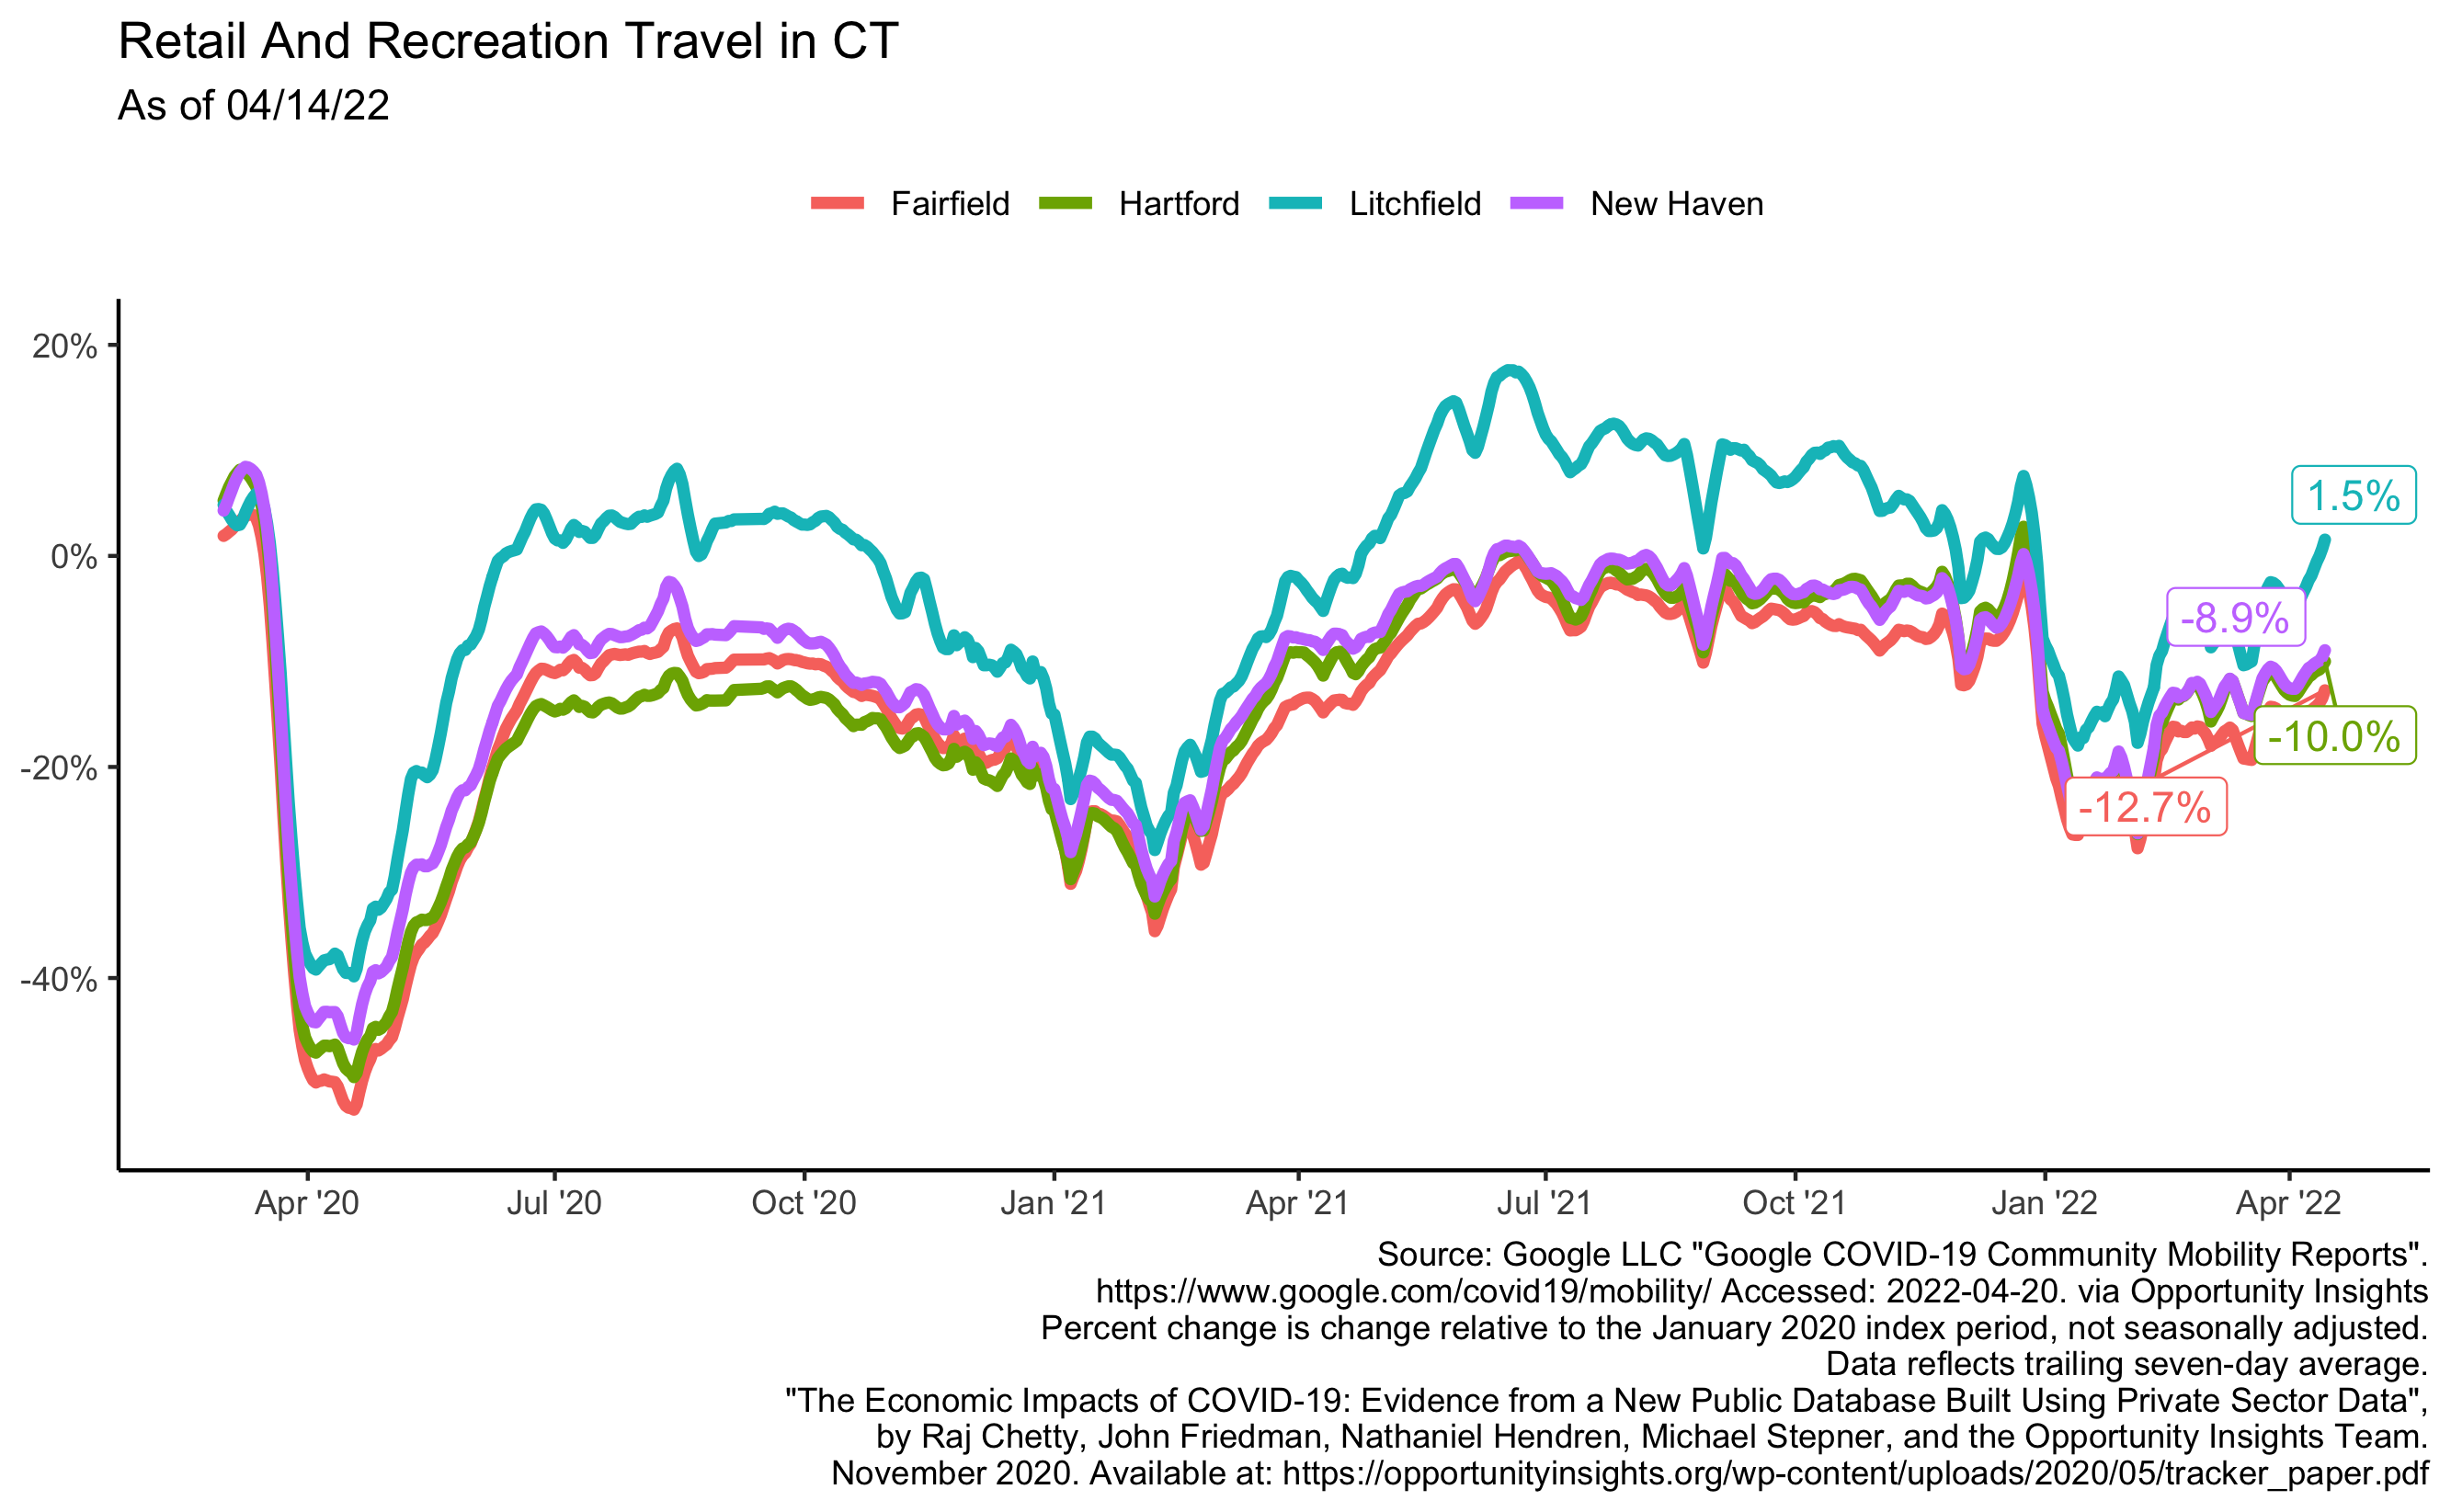 Retail And Recreation Travel in CT
As of 04/14/22
Fairfield Hartford Litchfield New Haven
20%
0%
-20%
-40%
1.5%
-8.9%
-10.0%
-12.7%
Apr '20 Jul '20 Oct '20 Jan '21 Apr '21 Jul '21 Oct '21 Jan '22 Apr '22
Source: Google LLC "Google COVID-19 Community Mobility Reports".
https://www.google.com/covid19/mobility/ Accessed: 2022-04-20. via Opportunity Insights
Percent change is change relative to the January 2020 index period, not seasonally adjusted.
Data reflects trailing seven-day average.
"The Economic Impacts of COVID-19: Evidence from a New Public Database Built Using Private Sector Data",
by Raj Chetty, John Friedman, Nathaniel Hendren, Michael Stepner, and the Opportunity Insights Team.
November 2020. Available at: https://opportunityinsights.org/wp-content/uploads/2020/05/tracker_paper.pdf